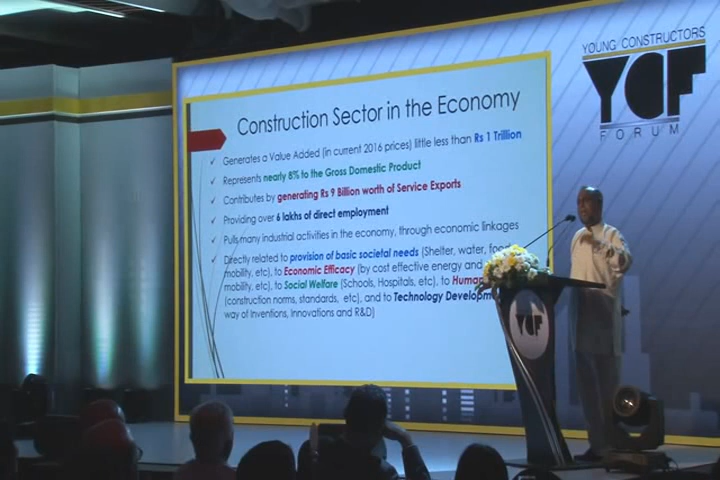 YOUNG CONSTRUCTORS
YCF
FORUM
Construction Sector in the Economy
✓ Generates a Value Added (in current 2016 prices) little less than Rs 1 Trillion
✓ Represents nearly 8% to the Gross Domestic Product
✓ Contributes by generating Rs 9 Billion worth of Service Exports
✓ Providing over 6 lakhs of direct employment
✓ Pulls many industrial activities in the economy, through economic linkages
✓ Directly related to provision of basic societal needs (Shelter, water,
mobility, etc), to Economic Efficacy (by cost effective energy and
mobility, etc), to Social Welfare (Schools, Hospitals, etc), to
(construction norms, standards, etc), and to Technology
way of Inventions, Innovations and R&D)
YCF